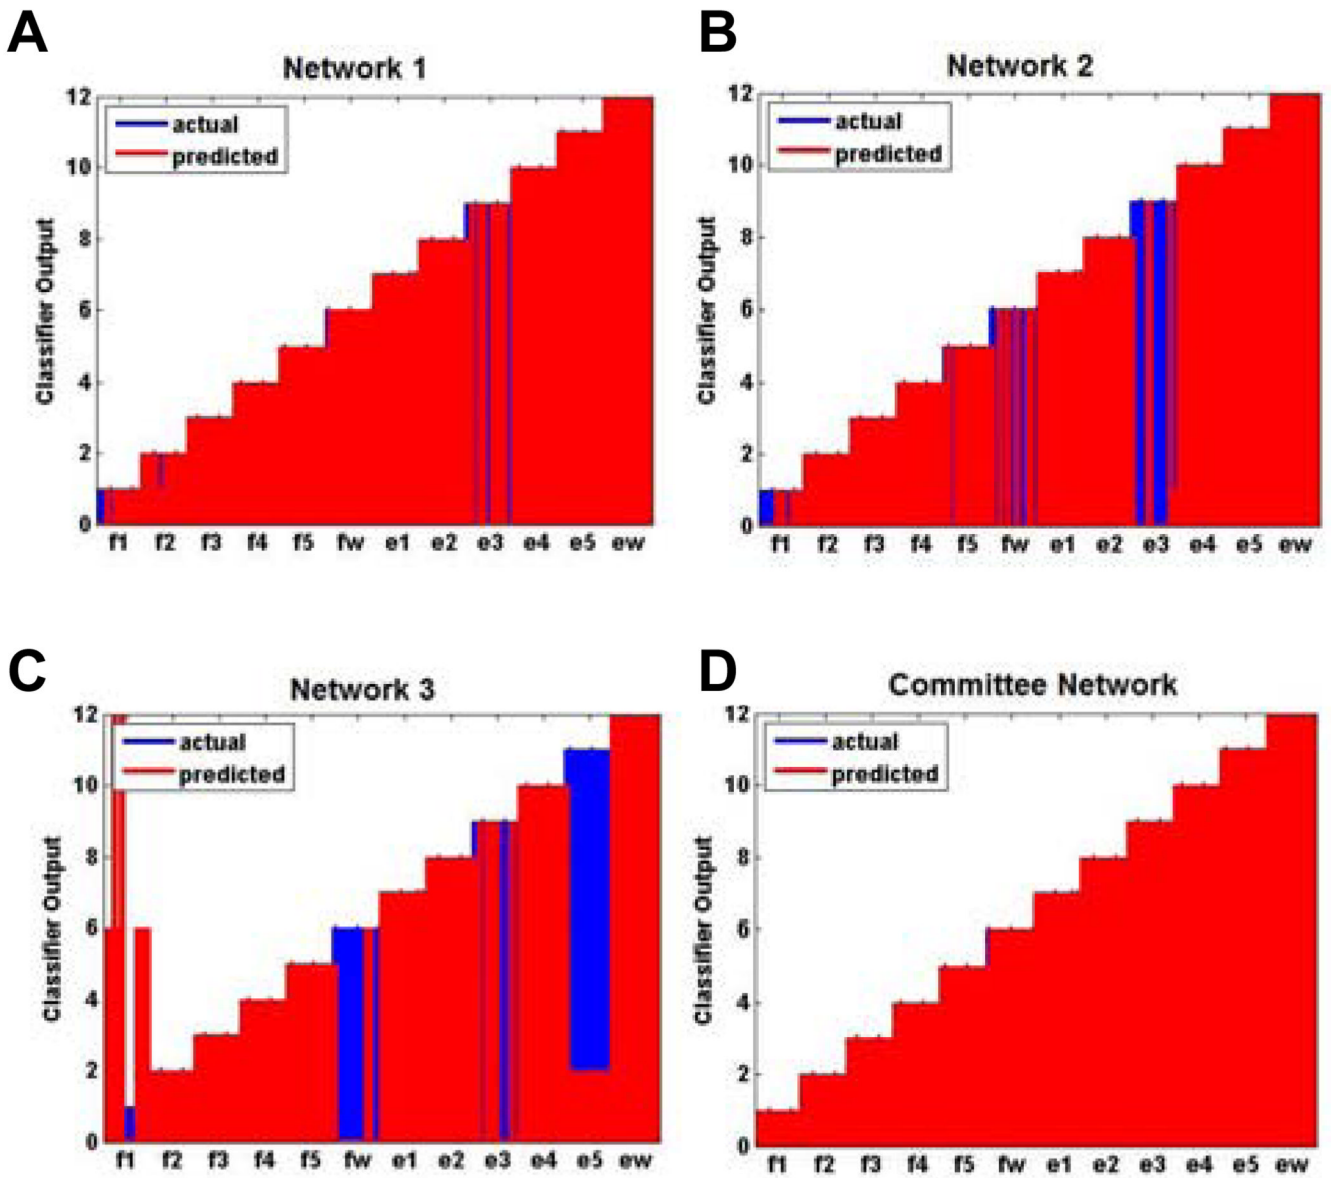 A
Network 1
12
10
8
6
4
2
0
Classifier Output
actual
predicted
f1 f2 f3 f4 f5 fw e1 e2 e3 e4 e5 ew
B
Network 2
12
10
8
6
4
2
0
Classifier Output
actual
predicted
f1 f2 f3 f4 f5 fw e1 e2 e3 e4 e5 ew
C
Network 3
12
10
8
6
4
2
0
Classifier Output
actual
predicted
f1 f2 f3 f4 f5 fw e1 e2 e3 e4 e5 ew
D
Committee Network
12
10
8
6
4
2
0
Classifier Output
actual
predicted
f1 f2 f3 f4 f5 fw e1 e2 e3 e4 e5 ew